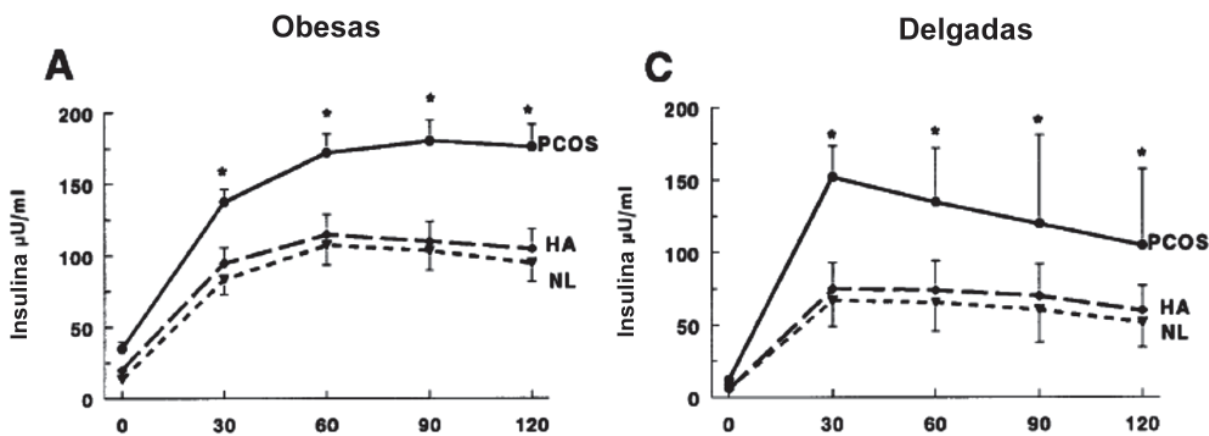 Obesas
A
Insulina µU/ml
200
150
100
50
0
* * * * *
PCOS
HA
NL
0 30 60 90 120
Delgadas
C
Insulina µU/ml
200
150
100
50
0
* * * *
PCOS
HA
NL
0 30 60 90 120